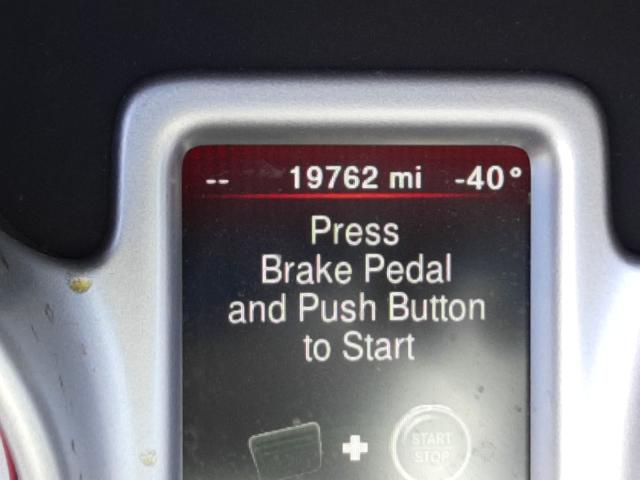 -- 19762 mi -40°
Press
Brake Pedal
and Push Button
to Start
START
STOP